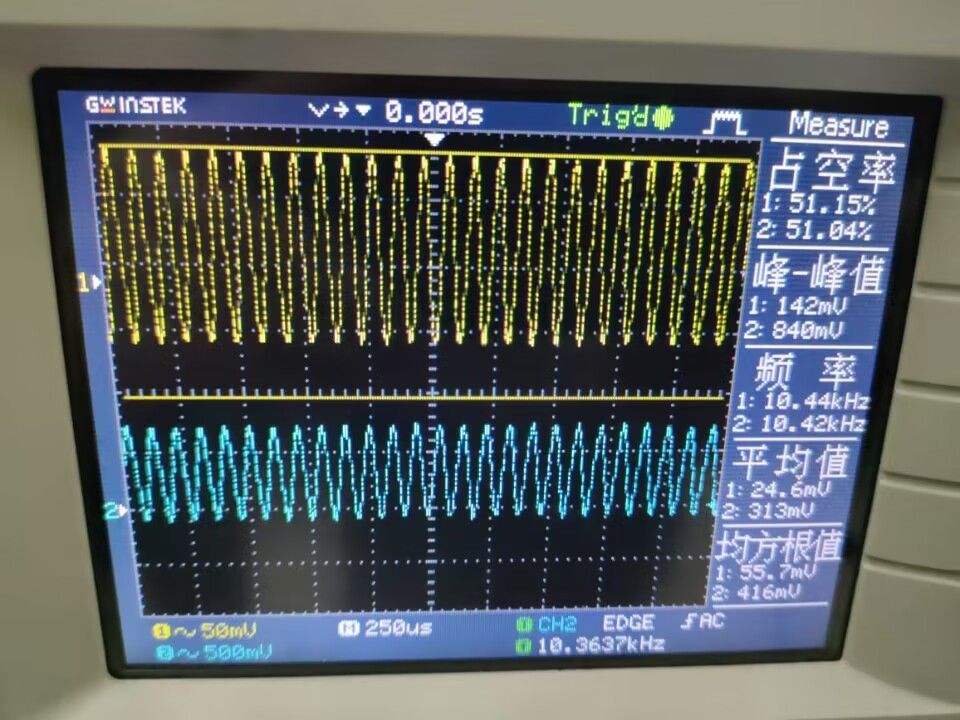 GWINSTEK
0.000s
Trig'd
Measure
占空率
1: 51.15%
2: 51.04%
峰-峰值
1: 142mV
2: 840mV
频 率
1: 10.44kHz
2: 10.42kHz
平均值
1: 24.6mV
2: 313mV
均方根值
1: 55.7mV
2: 416mV
1
2
1 ~ 50mV
M 250us
CH2 EDGE AC
2 ~ 500mV
10.3637kHz